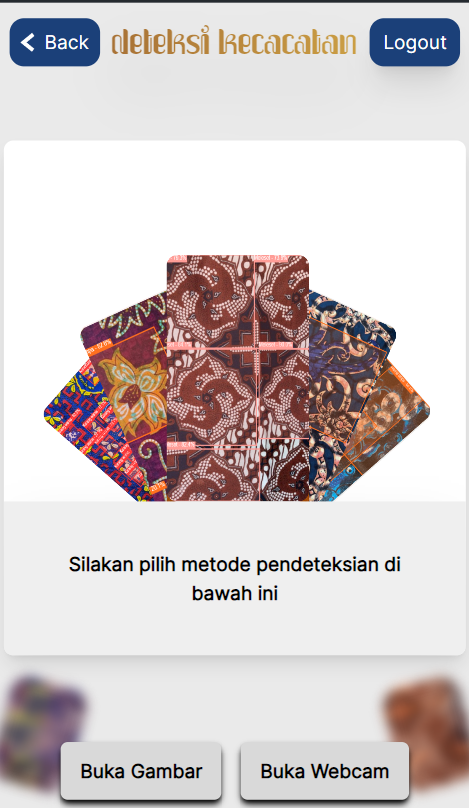 Back
deteksi kecacatan
Logout
Silakan pilih metode pendeteksian di
bawah ini
Buka Gambar
Buka Webcam